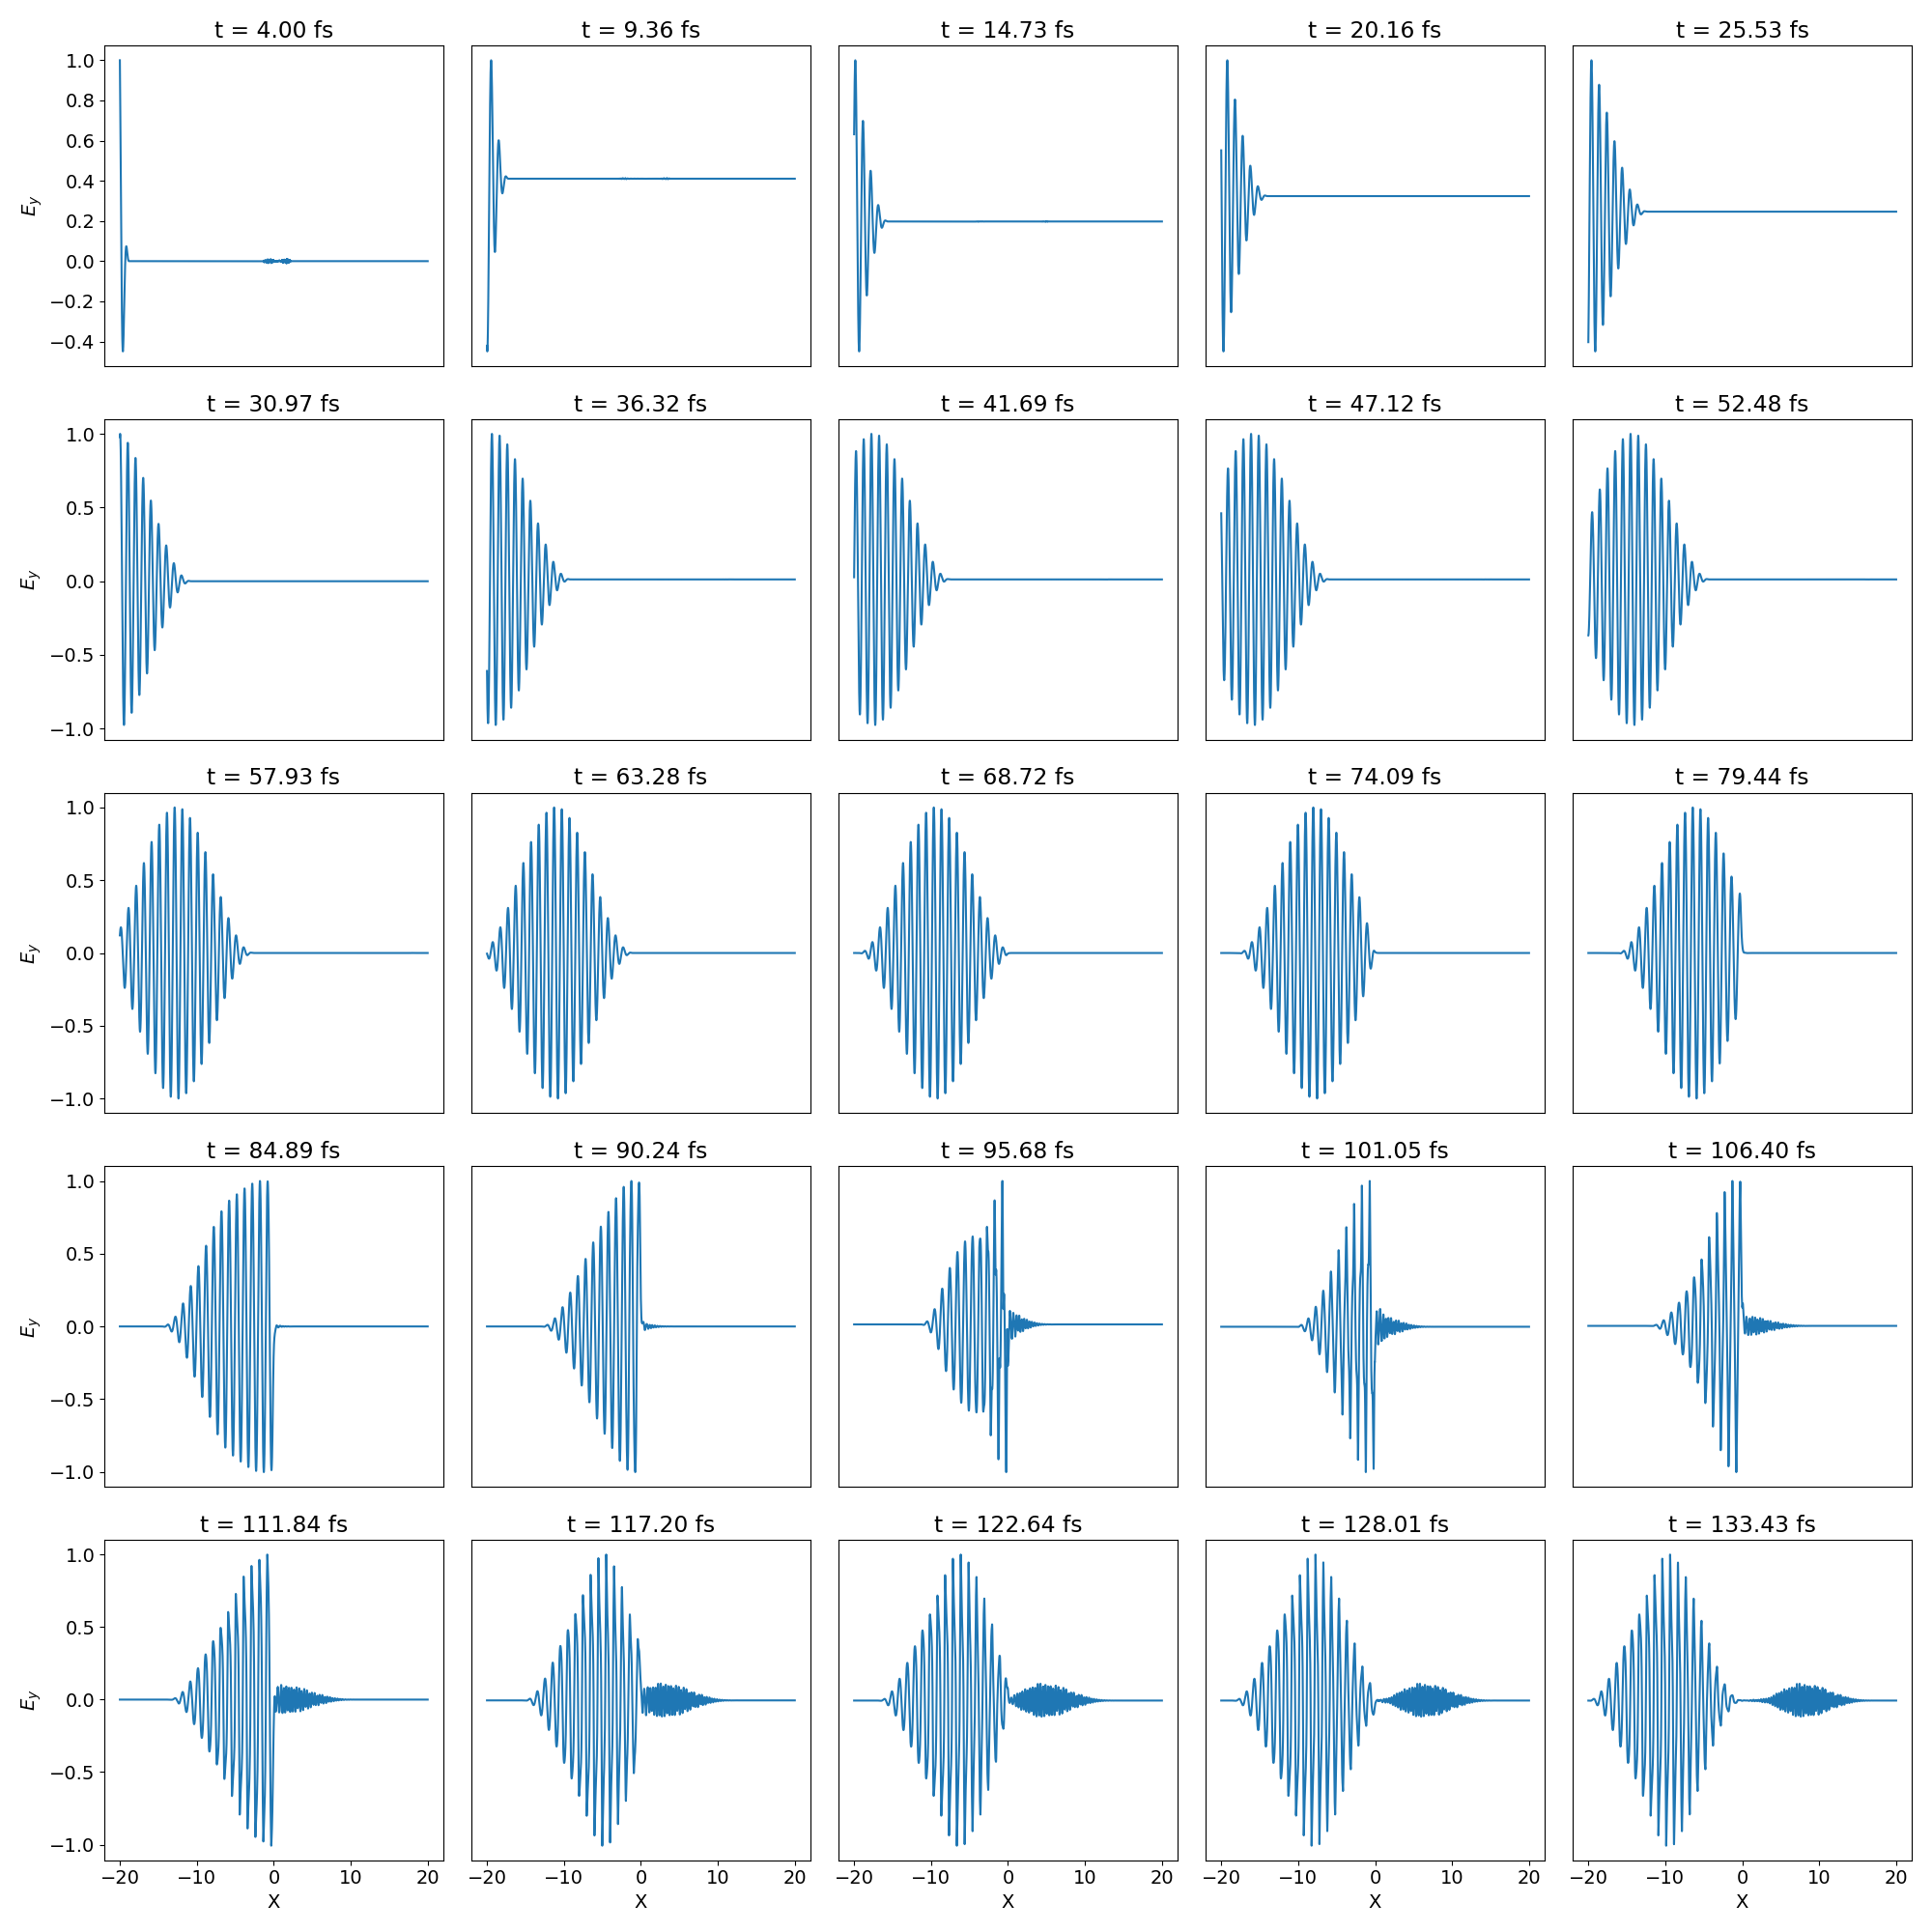 t = 4.00 fs t = 9.36 fs t = 14.73 fs t = 20.16 fs t = 25.53 fs
1.0
0.8
0.6
0.4
0.2
0.0
−0.2
−0.4
E_y
t = 30.97 fs t = 36.32 fs t = 41.69 fs t = 47.12 fs t = 52.48 fs
1.0
0.5
0.0
−0.5
−1.0
E_y
t = 57.93 fs t = 63.28 fs t = 68.72 fs t = 74.09 fs t = 79.44 fs
1.0
0.5
0.0
−0.5
−1.0
E_y
t = 84.89 fs t = 90.24 fs t = 95.68 fs t = 101.05 fs t = 106.40 fs
1.0
0.5
0.0
−0.5
−1.0
E_y
t = 111.84 fs t = 117.20 fs t = 122.64 fs t = 128.01 fs t = 133.43 fs
1.0
0.5
0.0
−0.5
−1.0
E_y
−20 −10 0 10 20 −20 −10 0 10 20 −20 −10 0 10 20 −20 −10 0 10 20 −20 −10 0 10 20
X X X X X